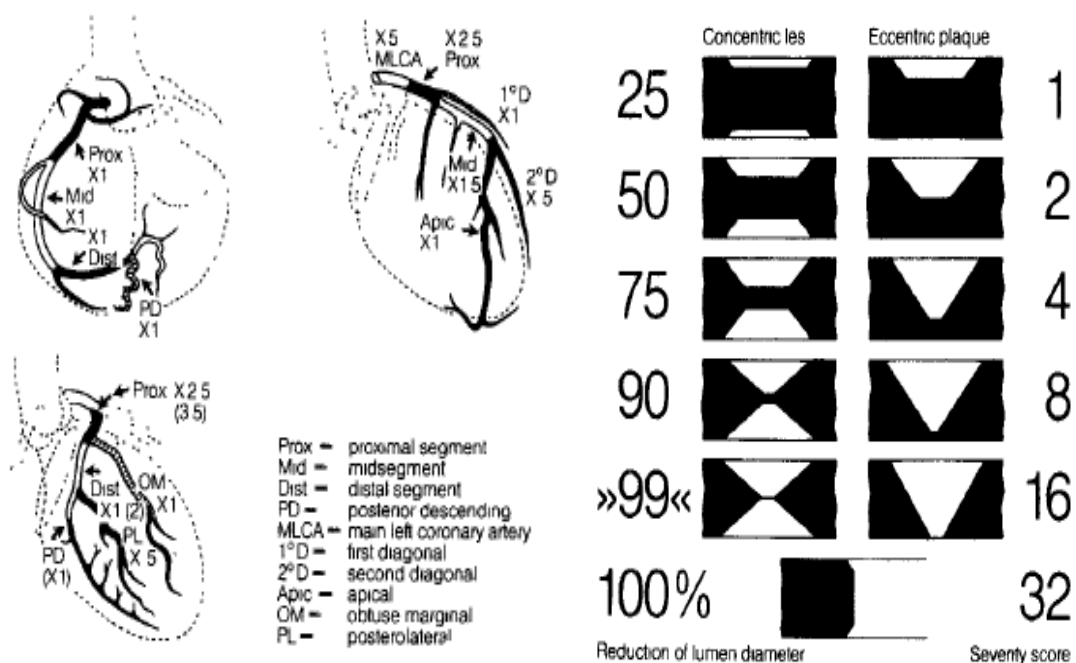 Prox
X1
Mid
X1
X1
Dist
PD
X1
X5
MLCA
X2 5
Prox
1°D
X1
Mid
X1 5
2°D
X 5
Apic
X1
Prox X2 5
(3 5)
Dist
X1 (2)
OM
X1
PL
X 5
PD
(X1)
Prox = proximal segment
Mid = midsegment
Dist = distal segment
PD = posterior descending
MLCA = main left coronary artery
1°D = first diagonal
2°D = second diagonal
Apic = apical
OM = obtuse marginal
PL = posterolateral
Concentric les Eccentric plaque
25 1
50 2
75 4
90 8
»99« 16
100% 32
Reduction of lumen diameter Severity score